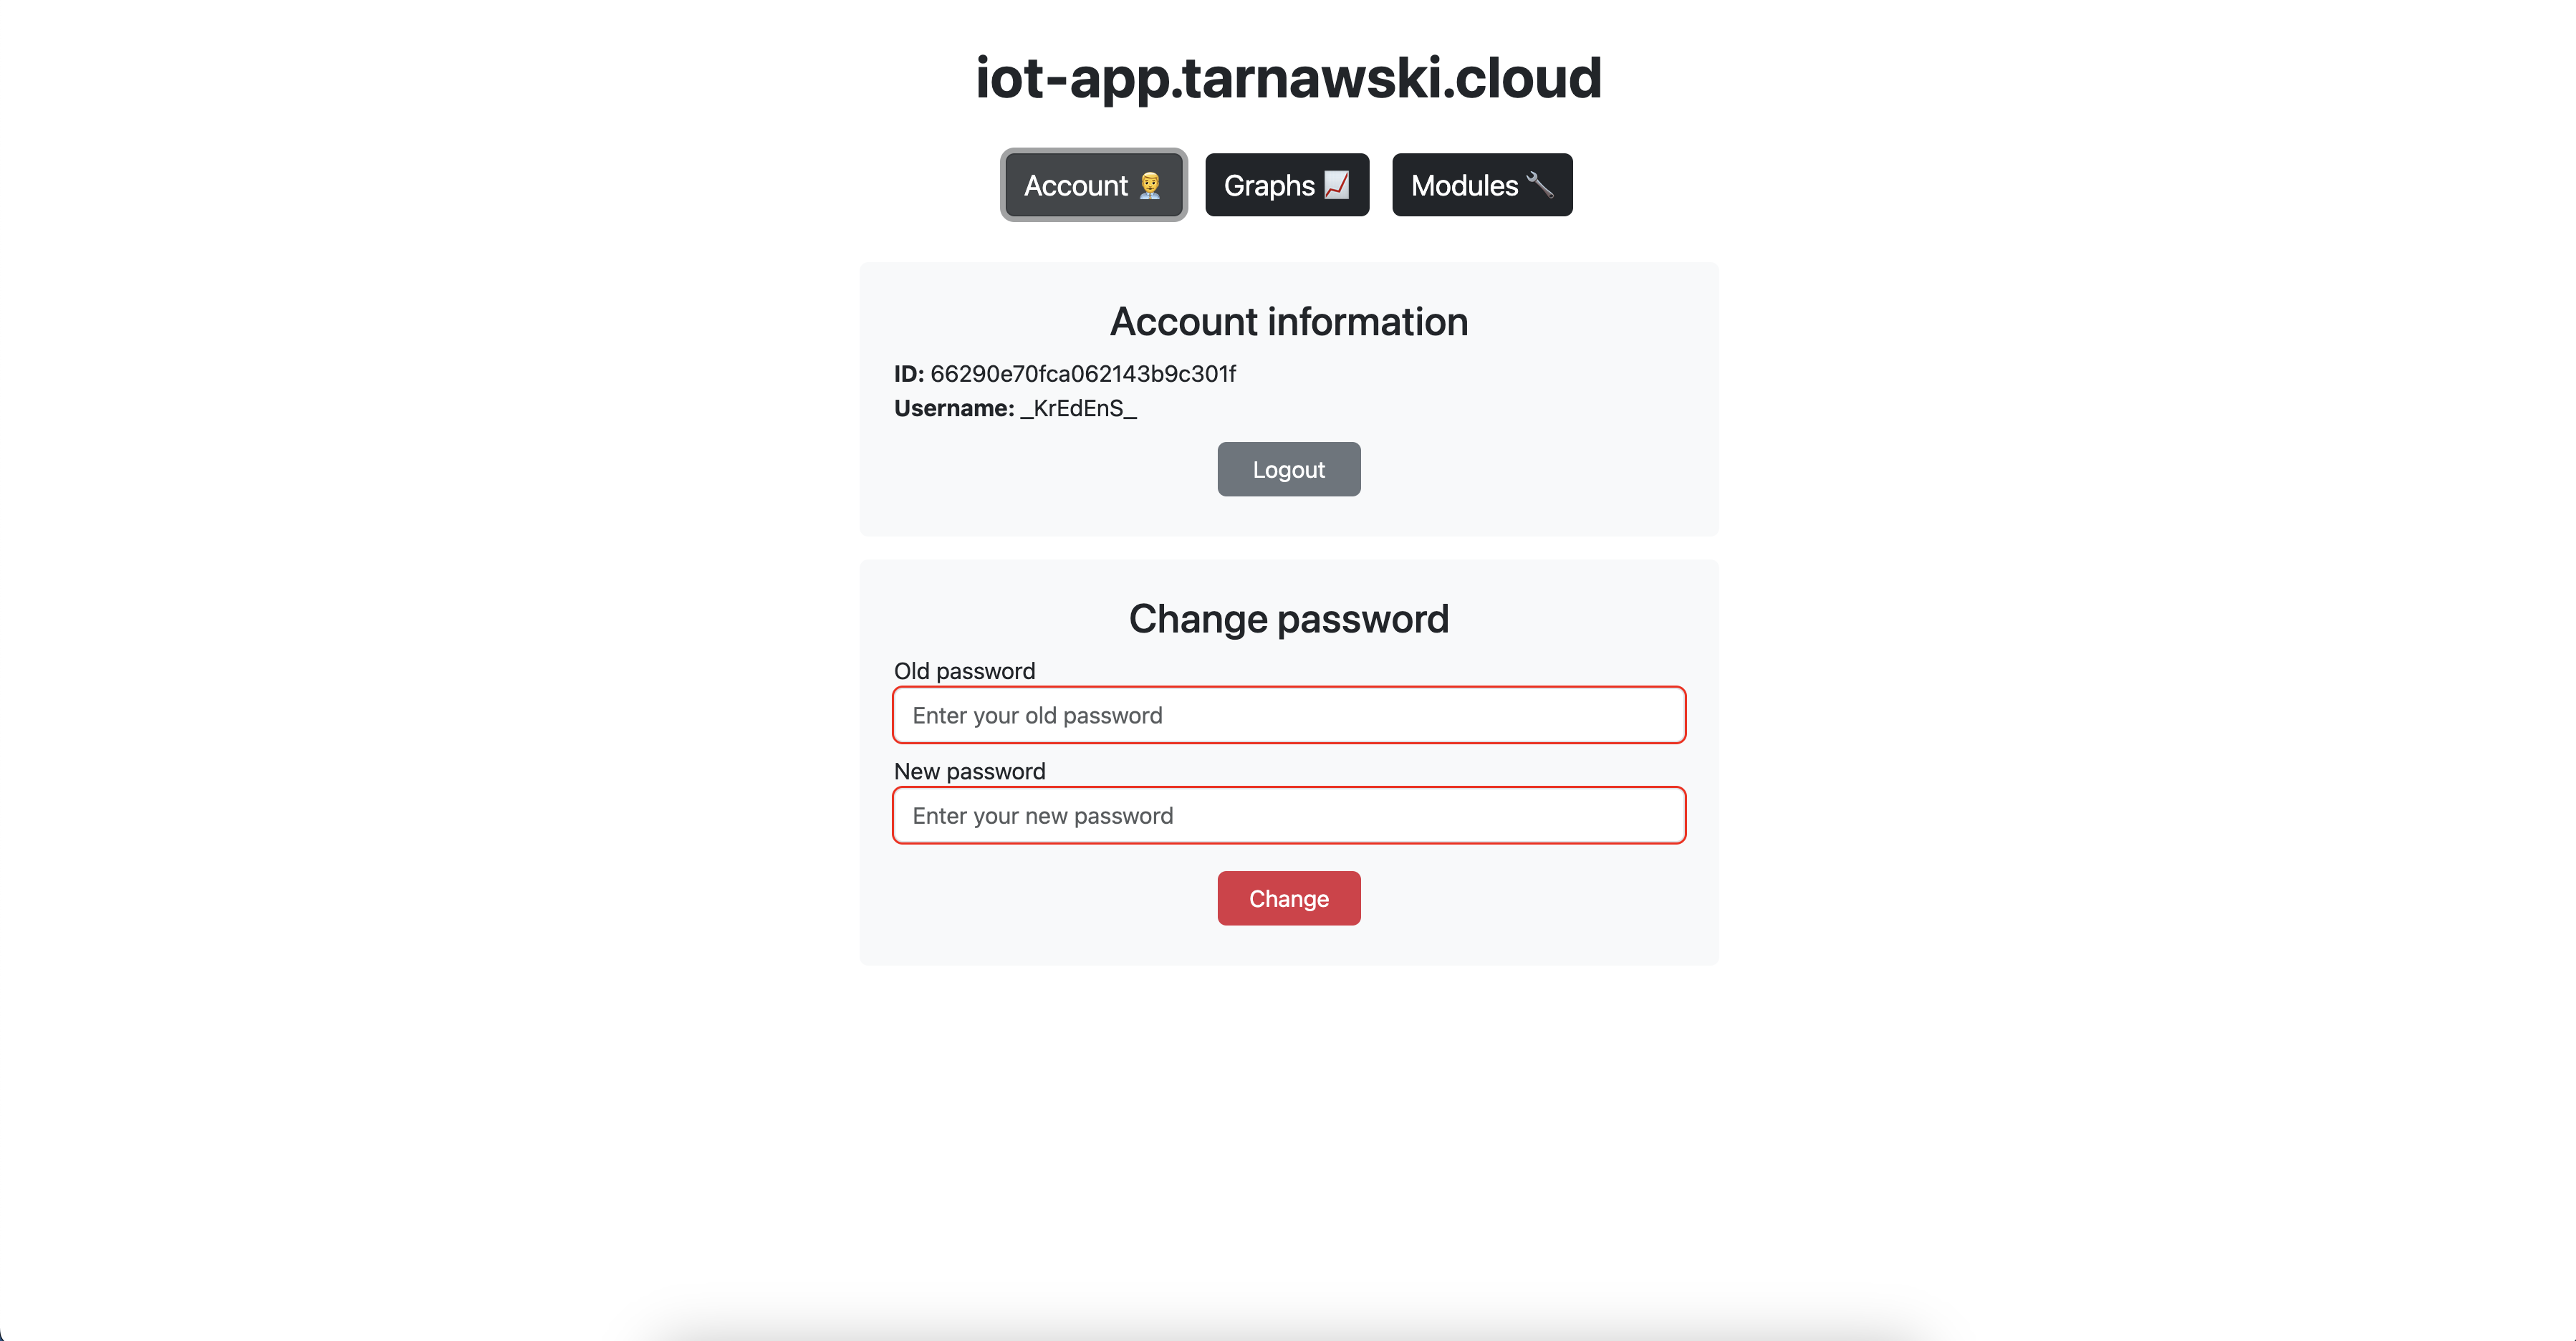 iot-app.tarnawski.cloud
Account 👨‍💼 Graphs 📈 Modules 🔧
Account information
ID: 66290e70fca062143b9c301f
Username: _KrEdEnS_
Logout
Change password
Old password
Enter your old password
New password
Enter your new password
Change